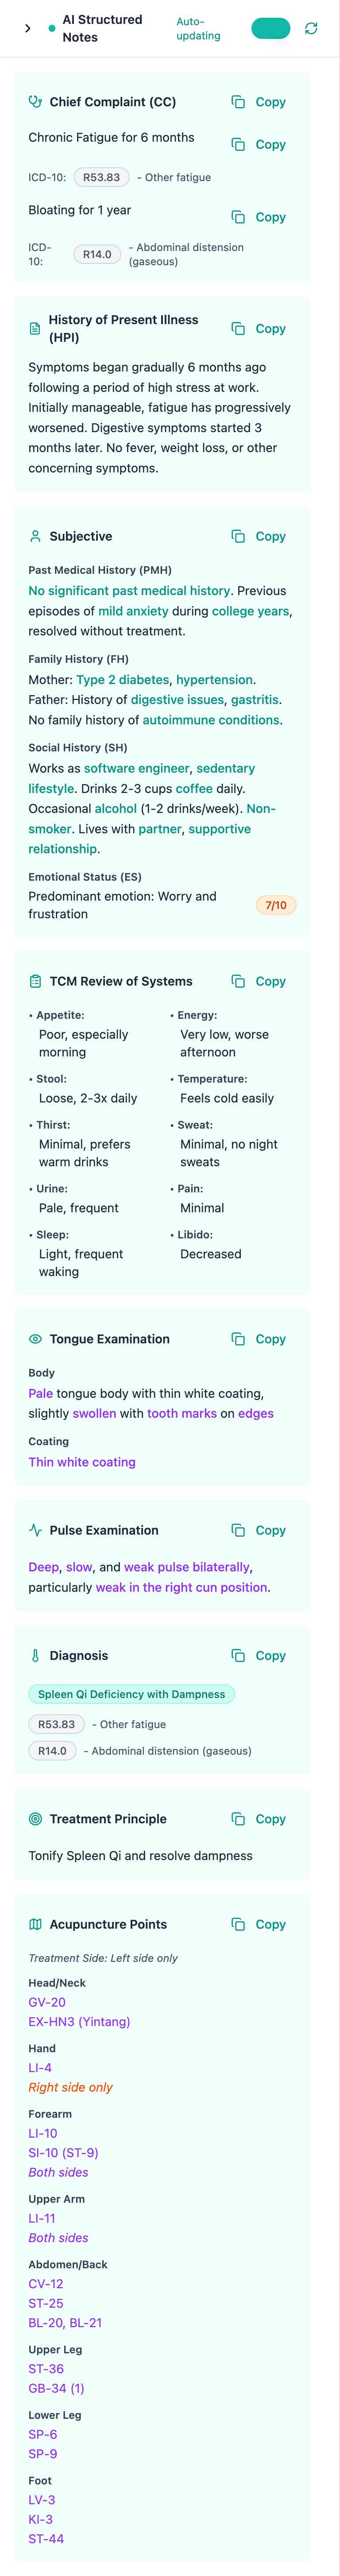 AI Structured
Notes
Auto-
updating
Chief Complaint (CC)
Copy
Chronic Fatigue for 6 months
Copy
ICD-10: R53.83 - Other fatigue
Bloating for 1 year
Copy
ICD-
10:
R14.0
- Abdominal distension
(gaseous)
History of Present Illness
(HPI)
Copy
Symptoms began gradually 6 months ago
following a period of high stress at work.
Initially manageable, fatigue has progressively
worsened. Digestive symptoms started 3
months later. No fever, weight loss, or other
concerning symptoms.
Subjective
Copy
Past Medical History (PMH)
No significant past medical history. Previous
episodes of mild anxiety during college years,
resolved without treatment.
Family History (FH)
Mother: Type 2 diabetes, hypertension.
Father: History of digestive issues, gastritis.
No family history of autoimmune conditions.
Social History (SH)
Works as software engineer, sedentary
lifestyle. Drinks 2-3 cups coffee daily.
Occasional alcohol (1-2 drinks/week). Non-
smoker. Lives with partner, supportive
relationship.
Emotional Status (ES)
Predominant emotion: Worry and
frustration
7/10
TCM Review of Systems
Copy
• Appetite:
Poor, especially
morning
• Energy:
Very low, worse
afternoon
• Stool:
Loose, 2-3x daily
• Temperature:
Feels cold easily
• Thirst:
Minimal, prefers
warm drinks
• Sweat:
Minimal, no night
sweats
• Urine:
Pale, frequent
• Pain:
Minimal
• Sleep:
Light, frequent
waking
• Libido:
Decreased
Tongue Examination
Copy
Body
Pale tongue body with thin white coating,
slightly swollen with tooth marks on edges
Coating
Thin white coating
Pulse Examination
Copy
Deep, slow, and weak pulse bilaterally,
particularly weak in the right cun position.
Diagnosis
Copy
Spleen Qi Deficiency with Dampness
R53.83 - Other fatigue
R14.0 - Abdominal distension (gaseous)
Treatment Principle
Copy
Tonify Spleen Qi and resolve dampness
Acupuncture Points
Copy
Treatment Side: Left side only
Head/Neck
GV-20
EX-HN3 (Yintang)
Hand
LI-4
Right side only
Forearm
LI-10
SI-10 (ST-9)
Both sides
Upper Arm
LI-11
Both sides
Abdomen/Back
CV-12
ST-25
BL-20, BL-21
Upper Leg
ST-36
GB-34 (1)
Lower Leg
SP-6
SP-9
Foot
LV-3
KI-3
ST-44